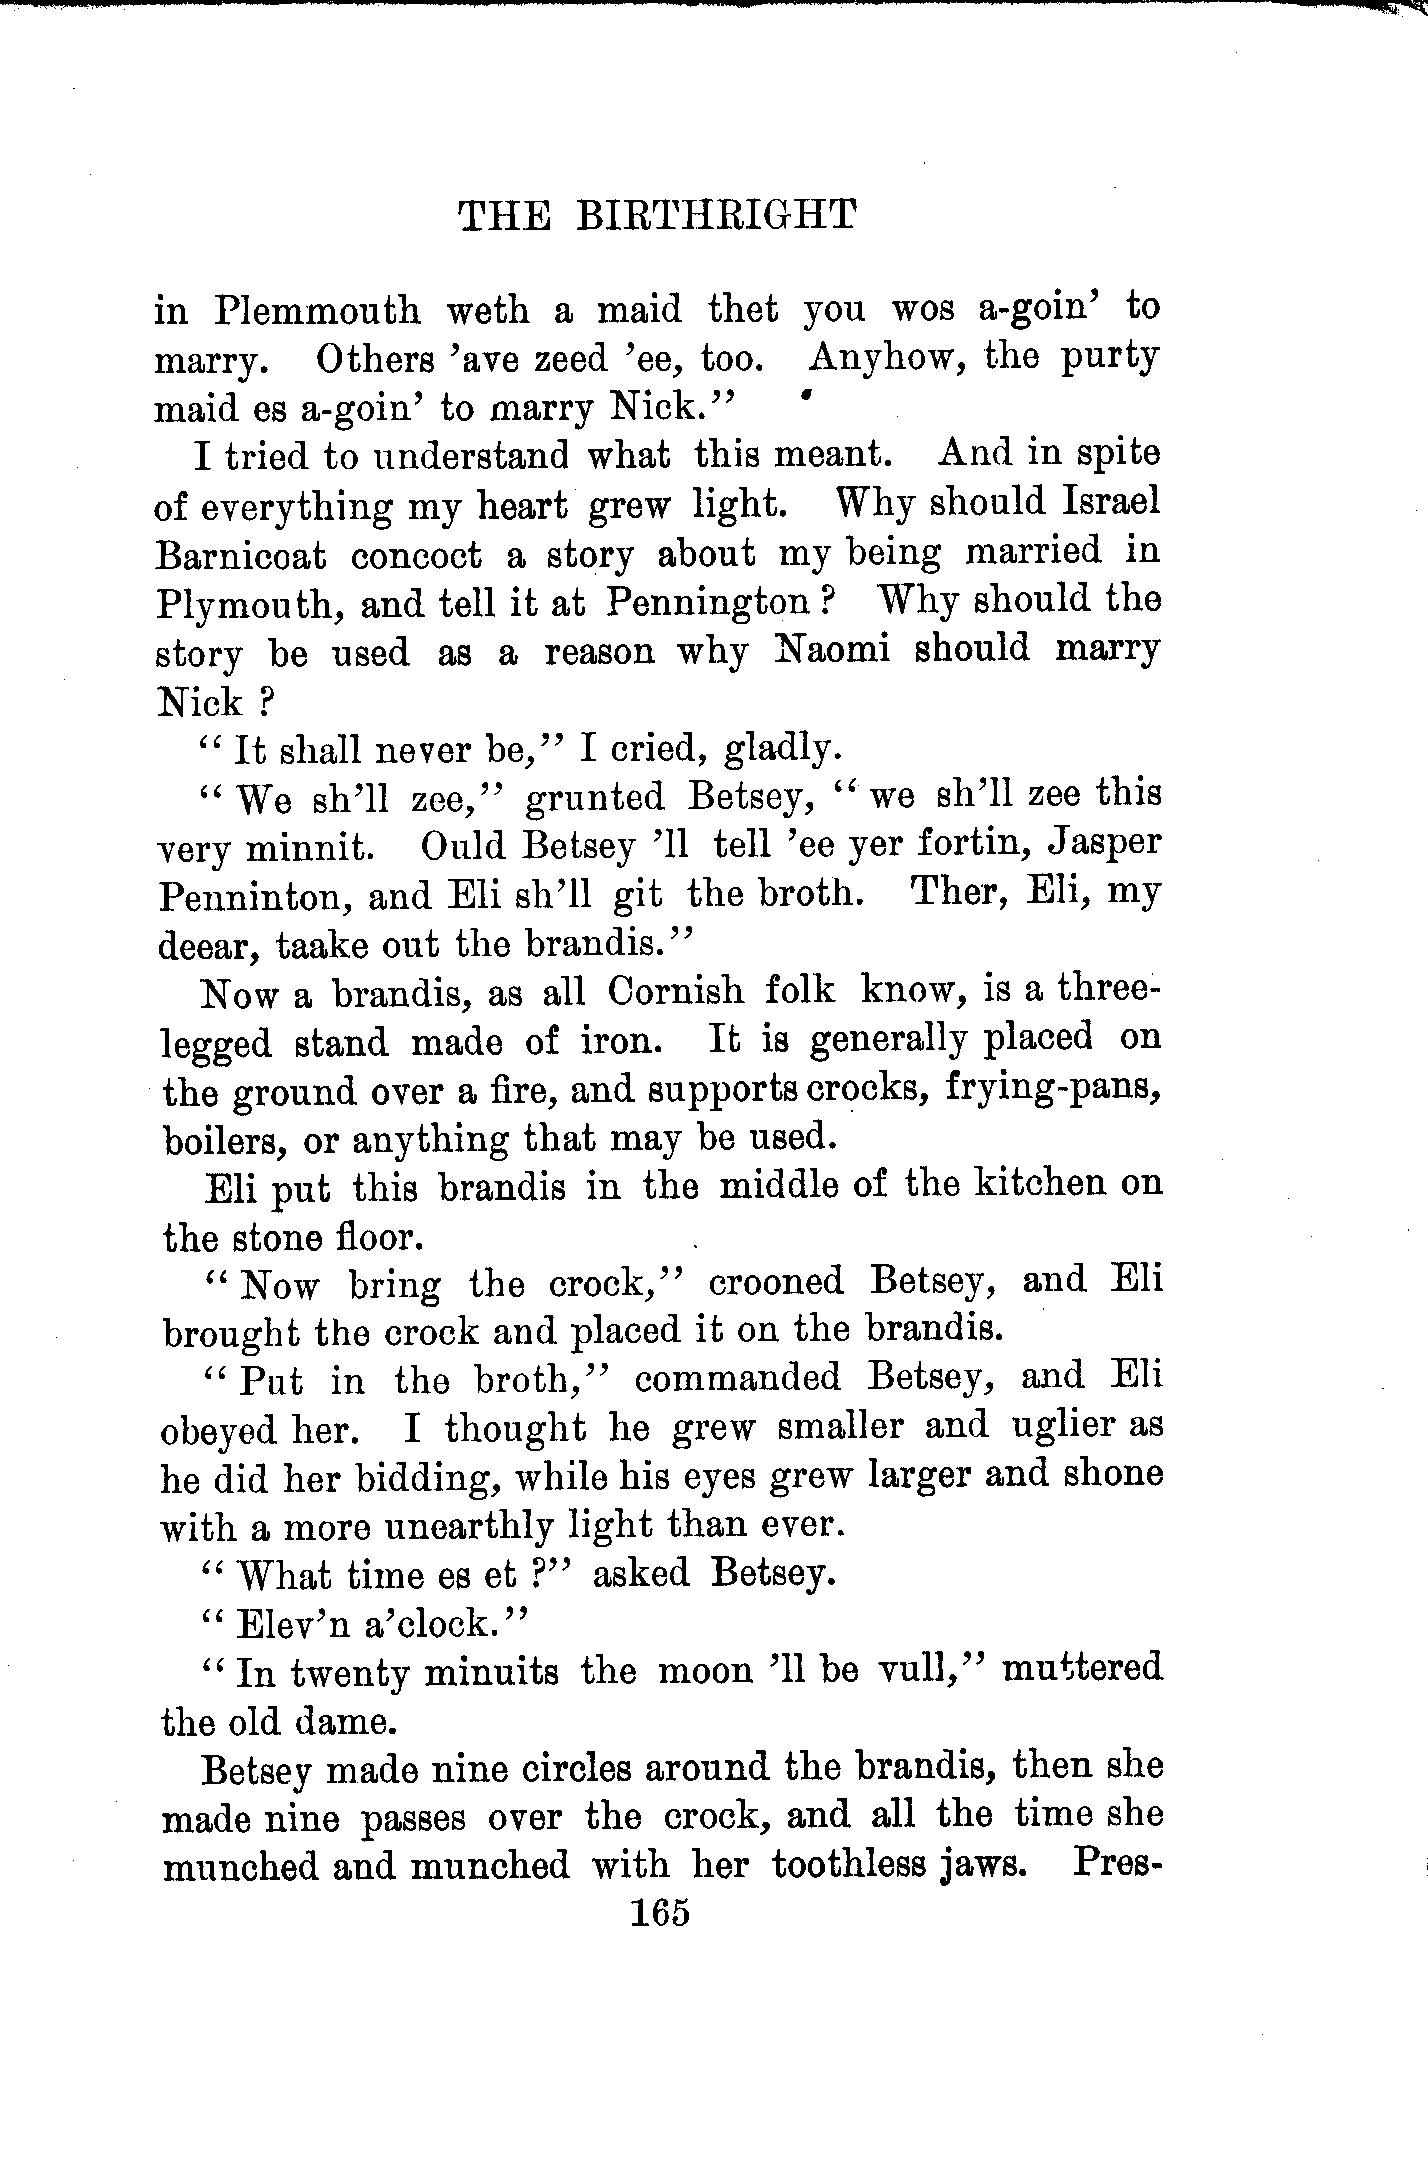 THE BIRTHRIGHT
in Plemmouth weth a maid thet you wos a-goin’ to
marry. Others ’ave zeed ’ee, too. Anyhow, the purty
maid es a-goin’ to marry Nick.”
I tried to understand what this meant. And in spite
of everything my heart grew light. Why should Israel
Barnicoat concoct a story about my being married in
Plymouth, and tell it at Pennington ? Why should the
story be used as a reason why Naomi should marry
Nick ?
“ It shall never be,” I cried, gladly.
“ We sh’ll zee,” grunted Betsey, “ we sh’ll zee this
very minnit. Ould Betsey ’ll tell ’ee yer fortin, Jasper
Penninton, and Eli sh’ll git the broth. Ther, Eli, my
deear, taake out the brandis.”
Now a brandis, as all Cornish folk know, is a three-
legged stand made of iron. It is generally placed on
the ground over a fire, and supports crocks, frying-pans,
boilers, or anything that may be used.
Eli put this brandis in the middle of the kitchen on
the stone floor.
“ Now bring the crock,” crooned Betsey, and Eli
brought the crock and placed it on the brandis.
“ Put in the broth,” commanded Betsey, and Eli
obeyed her. I thought he grew smaller and uglier as
he did her bidding, while his eyes grew larger and shone
with a more unearthly light than ever.
“ What time es et ?” asked Betsey.
“ Elev’n a’clock.”
“ In twenty minuits the moon ’ll be vull,” muttered
the old dame.
Betsey made nine circles around the brandis, then she
made nine passes over the crock, and all the time she
munched and munched with her toothless jaws. Pres-
165